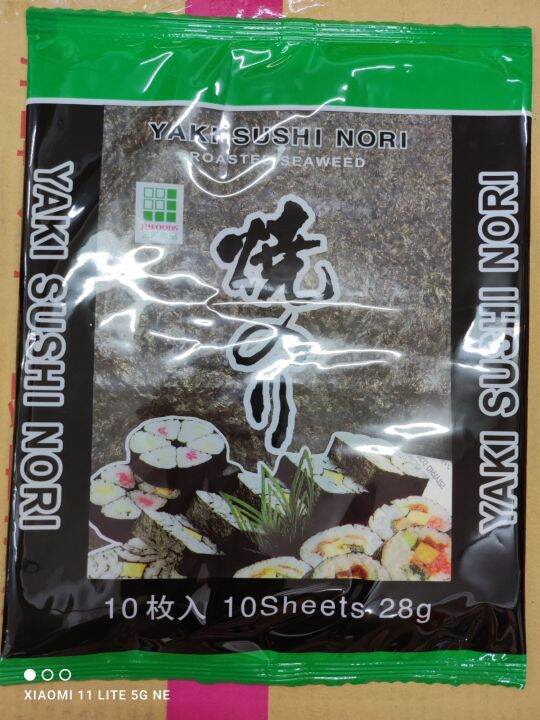 YAKI SUSHI NORI
ROASTED SEAWEED
YAKI SUSHI NORI
YAKI SUSHI NORI
JHFOODS
焼のり
10枚入 10Sheets-28g
XIAOMI 11 LITE 5G NE